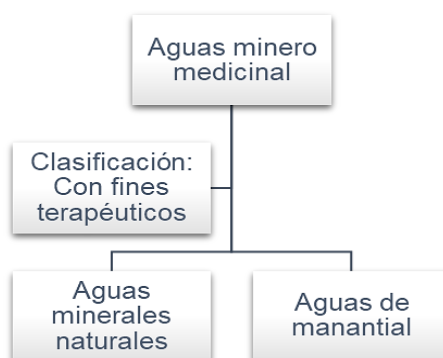 Aguas minero
medicinal
Clasificación:
Con fines
terapéuticos
Aguas
minerales
naturales
Aguas de
manantial